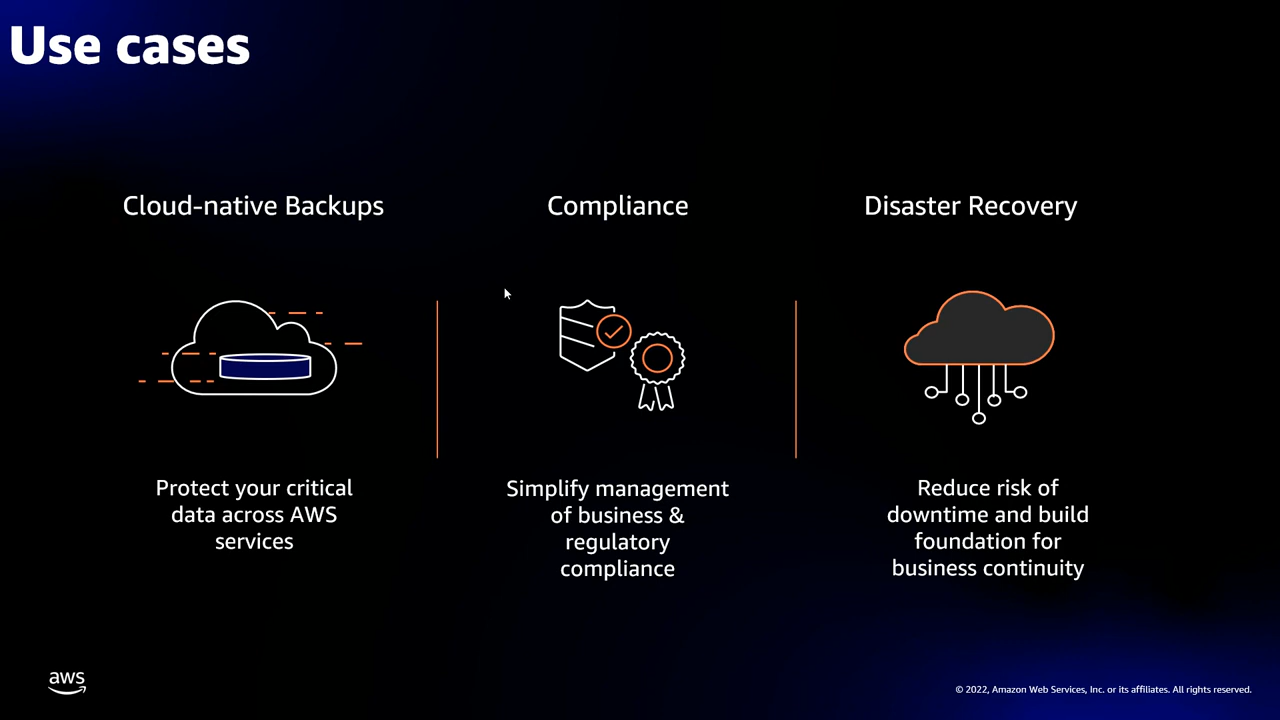 Use cases
Cloud-native Backups
Compliance
Disaster Recovery
Protect your critical
data across AWS
services
Simplify management
of business &
regulatory
compliance
Reduce risk of
downtime and build
foundation for
business continuity
aws
© 2022, Amazon Web Services, Inc. or its affiliates. All rights reserved.